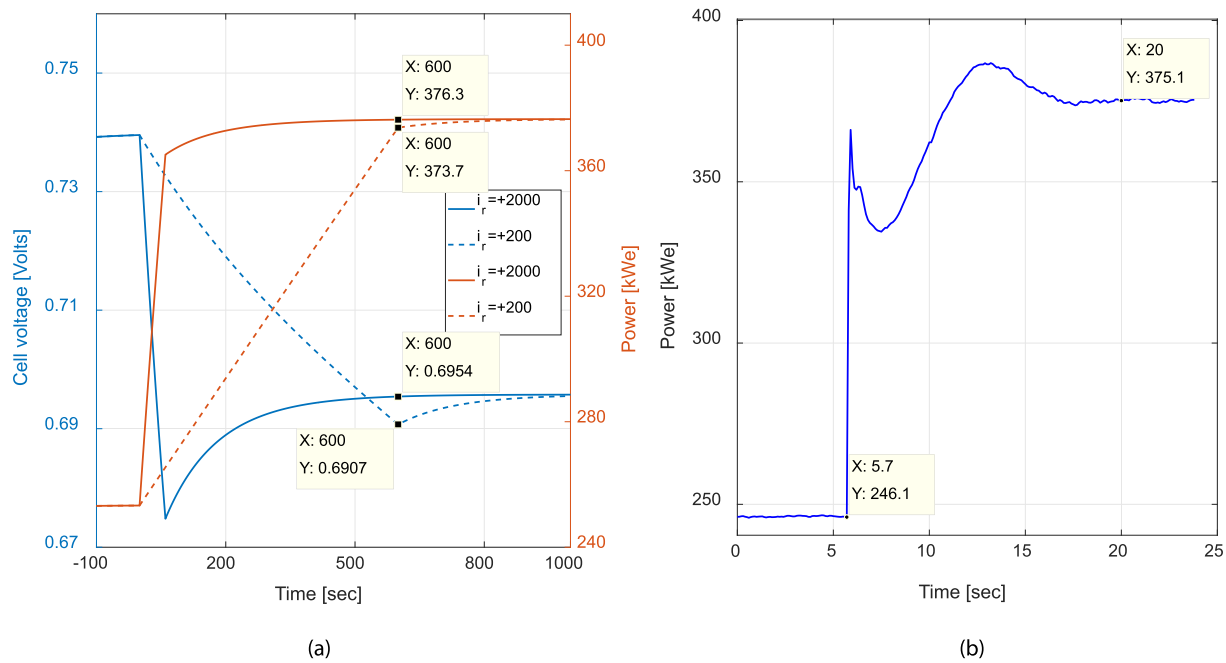 0.75
0.73
0.71
0.69
0.67
Cell voltage [Volts]
400
360
320
280
240
Power [kWe]
-100
200
500
800
1000
Time [sec]
X: 600
Y: 376.3
X: 600
Y: 373.7
i_r=+2000
i_r=+200
i_r=+2000
i_r=+200
X: 600
Y: 0.6954
X: 600
Y: 0.6907
(a)
400
350
300
250
Power [kWe]
0
5
10
15
20
25
Time [sec]
X: 20
Y: 375.1
X: 5.7
Y: 246.1
(b)